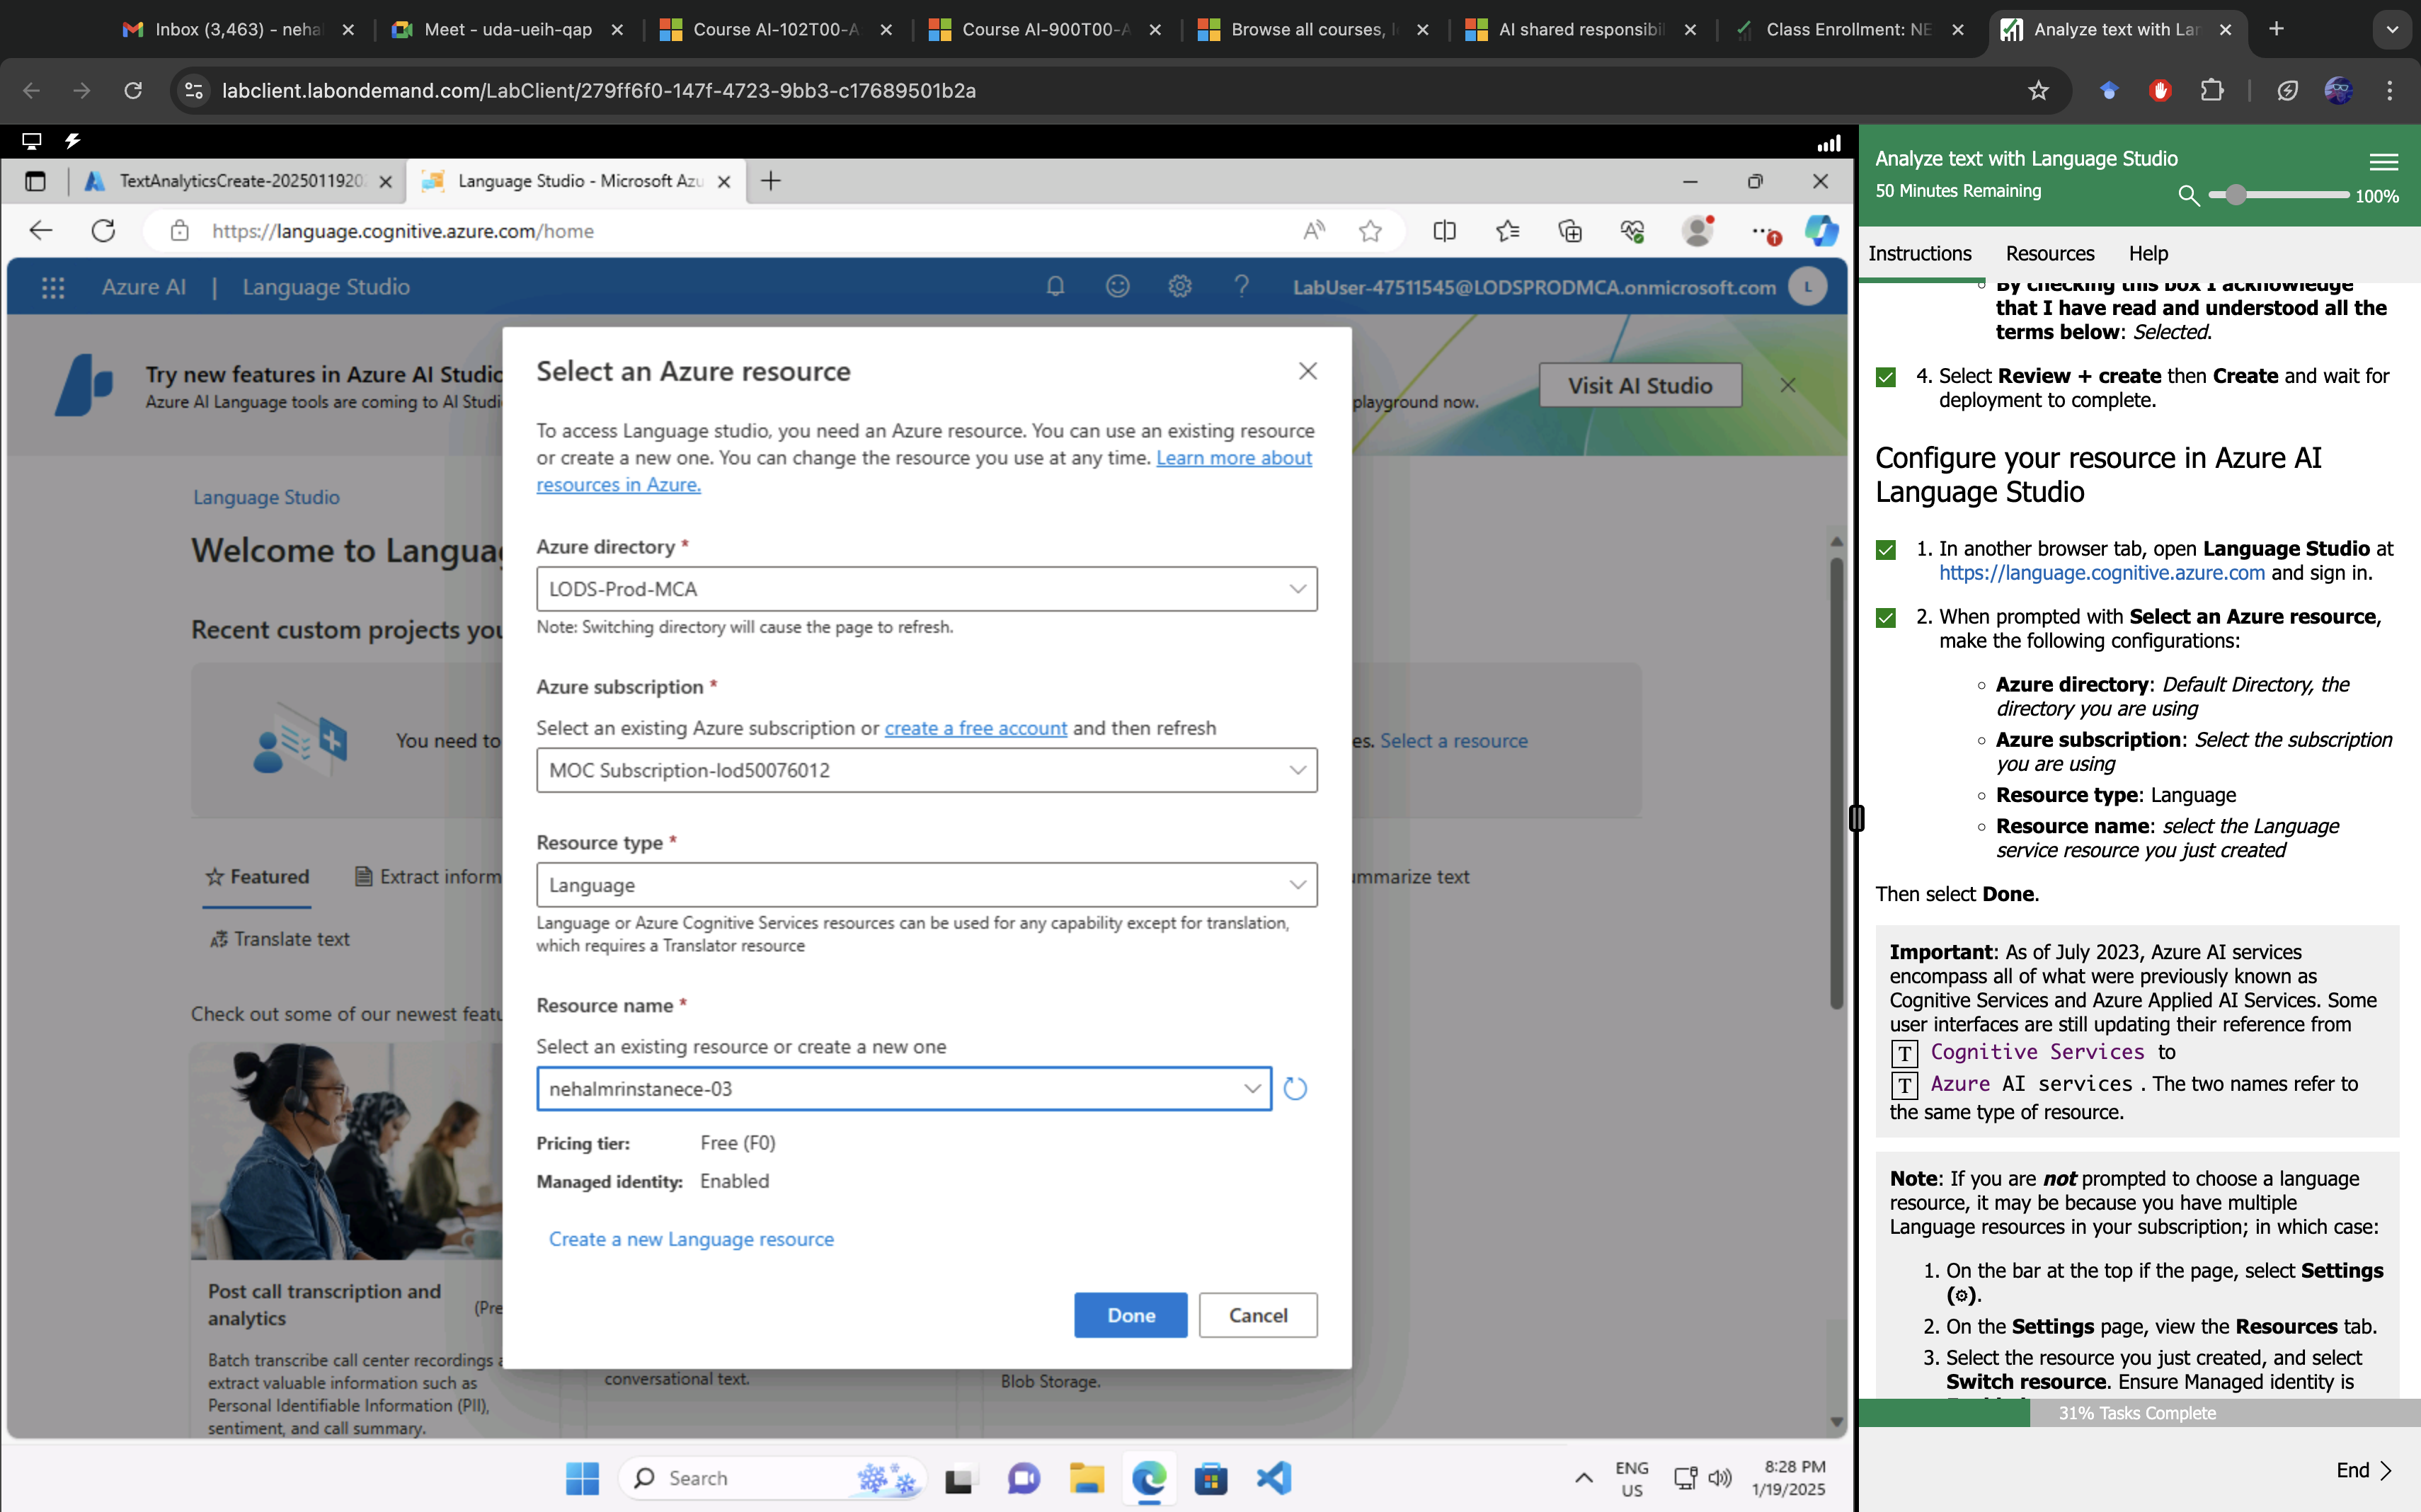 Inbox (3,463) - neha
Meet - uda-ueih-qap
Course AI-102T00-A
Course AI-900T00-A
Browse all courses, l
AI shared responsibil
Class Enrollment: NE
Analyze text with Lan
labclient.labondemand.com/LabClient/279ff6f0-147f-4723-9bb3-c17689501b2a
TextAnalyticsCreate-2025011920
Language Studio - Microsoft Azu
https://language.cognitive.azure.com/home
Azure AI | Language Studio
LabUser-47511545@LODSPRODMCA.onmicrosoft.com
L
Try new features in Azure AI Studio
Azure AI Language tools are coming to AI Studi
playground now.
Visit AI Studio
Language Studio
Welcome to Langua
Recent custom projects you
You need to
es. Select a resource
Featured
Extract inform
ummarize text
Translate text
Check out some of our newest featu
Post call transcription and
analytics
(Pre
Batch transcribe call center recordings a
extract valuable information such as
Personal Identifiable Information (PII),
sentiment, and call summary.
conversational text.
Blob Storage.
Select an Azure resource
To access Language studio, you need an Azure resource. You can use an existing resource
or create a new one. You can change the resource you use at any time. Learn more about
resources in Azure.
Azure directory *
LODS-Prod-MCA
Note: Switching directory will cause the page to refresh.
Azure subscription *
Select an existing Azure subscription or create a free account and then refresh
MOC Subscription-lod50076012
Resource type *
Language
Language or Azure Cognitive Services resources can be used for any capability except for translation,
which requires a Translator resource
Resource name *
Select an existing resource or create a new one
nehalmrinstanece-03
Pricing tier: Free (F0)
Managed identity: Enabled
Create a new Language resource
Done
Cancel
Search
ENG
US
8:28 PM
1/19/2025
Analyze text with Language Studio
50 Minutes Remaining
100%
Instructions
Resources
Help
By checking this box I acknowledge
that I have read and understood all the
terms below: Selected.
4. Select Review + create then Create and wait for
deployment to complete.
Configure your resource in Azure AI
Language Studio
1. In another browser tab, open Language Studio at
https://language.cognitive.azure.com and sign in.
2. When prompted with Select an Azure resource,
make the following configurations:
Azure directory: Default Directory, the
directory you are using
Azure subscription: Select the subscription
you are using
Resource type: Language
Resource name: select the Language
service resource you just created
Then select Done.
Important: As of July 2023, Azure AI services
encompass all of what were previously known as
Cognitive Services and Azure Applied AI Services. Some
user interfaces are still updating their reference from
T Cognitive Services to
T Azure AI services . The two names refer to
the same type of resource.
Note: If you are not prompted to choose a language
resource, it may be because you have multiple
Language resources in your subscription; in which case:
1. On the bar at the top if the page, select Settings
(⚙).
2. On the Settings page, view the Resources tab.
3. Select the resource you just created, and select
Switch resource. Ensure Managed identity is
31% Tasks Complete
End